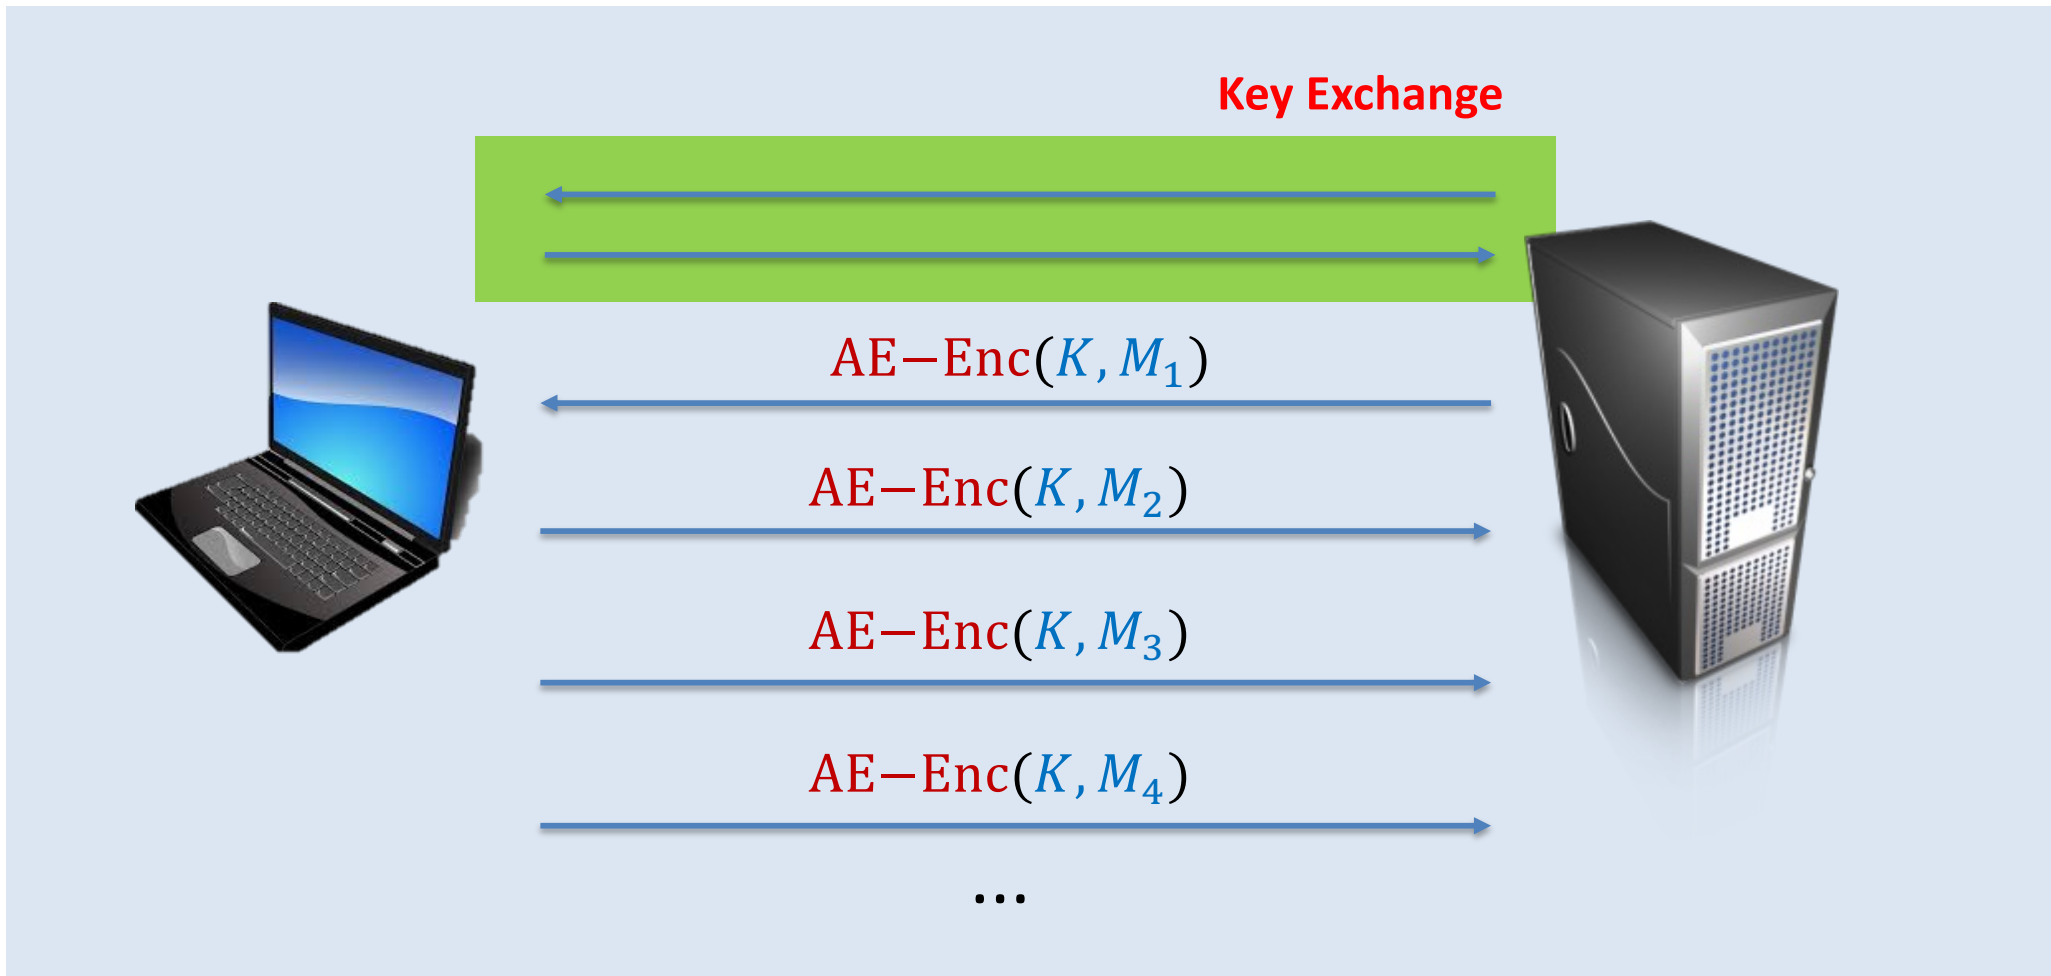 Key Exchange
AE−Enc(K, M₁)
AE−Enc(K, M₂)
AE−Enc(K, M₃)
AE−Enc(K, M₄)
...